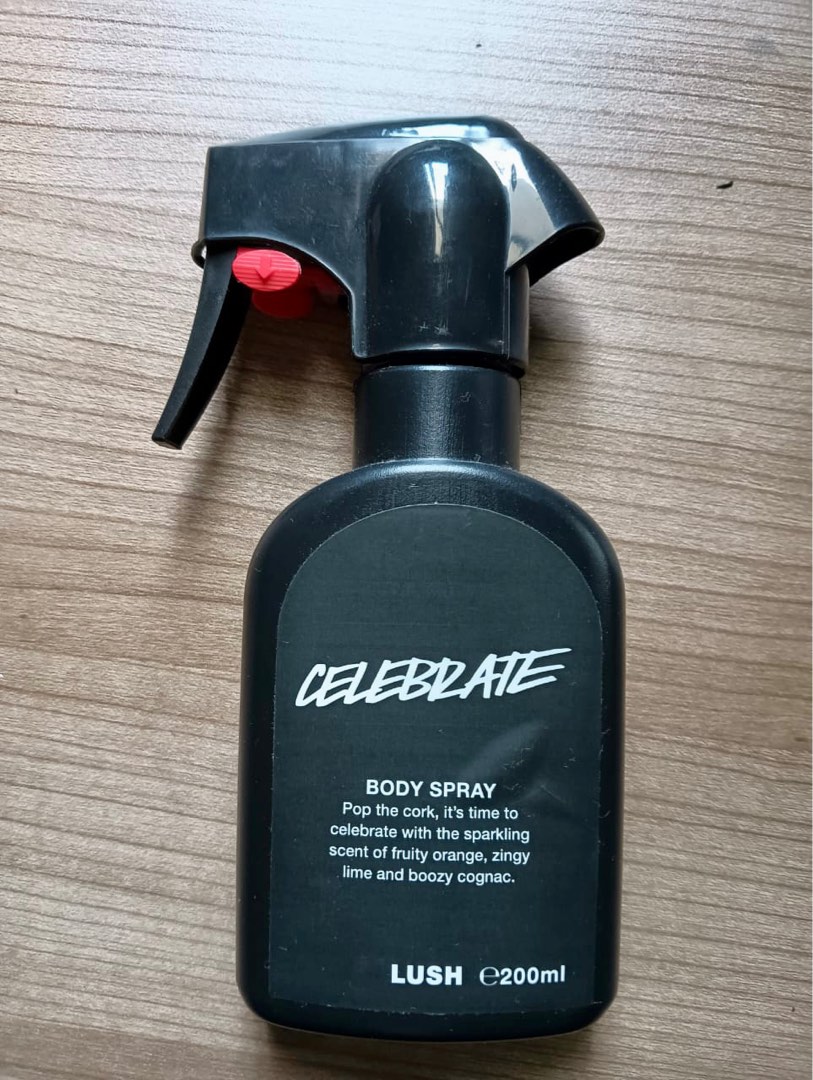 CELEBRATE
BODY SPRAY
Pop the cork, it's time to
celebrate with the sparkling
scent of fruity orange, zingy
lime and boozy cognac.
LUSH ℮200ml